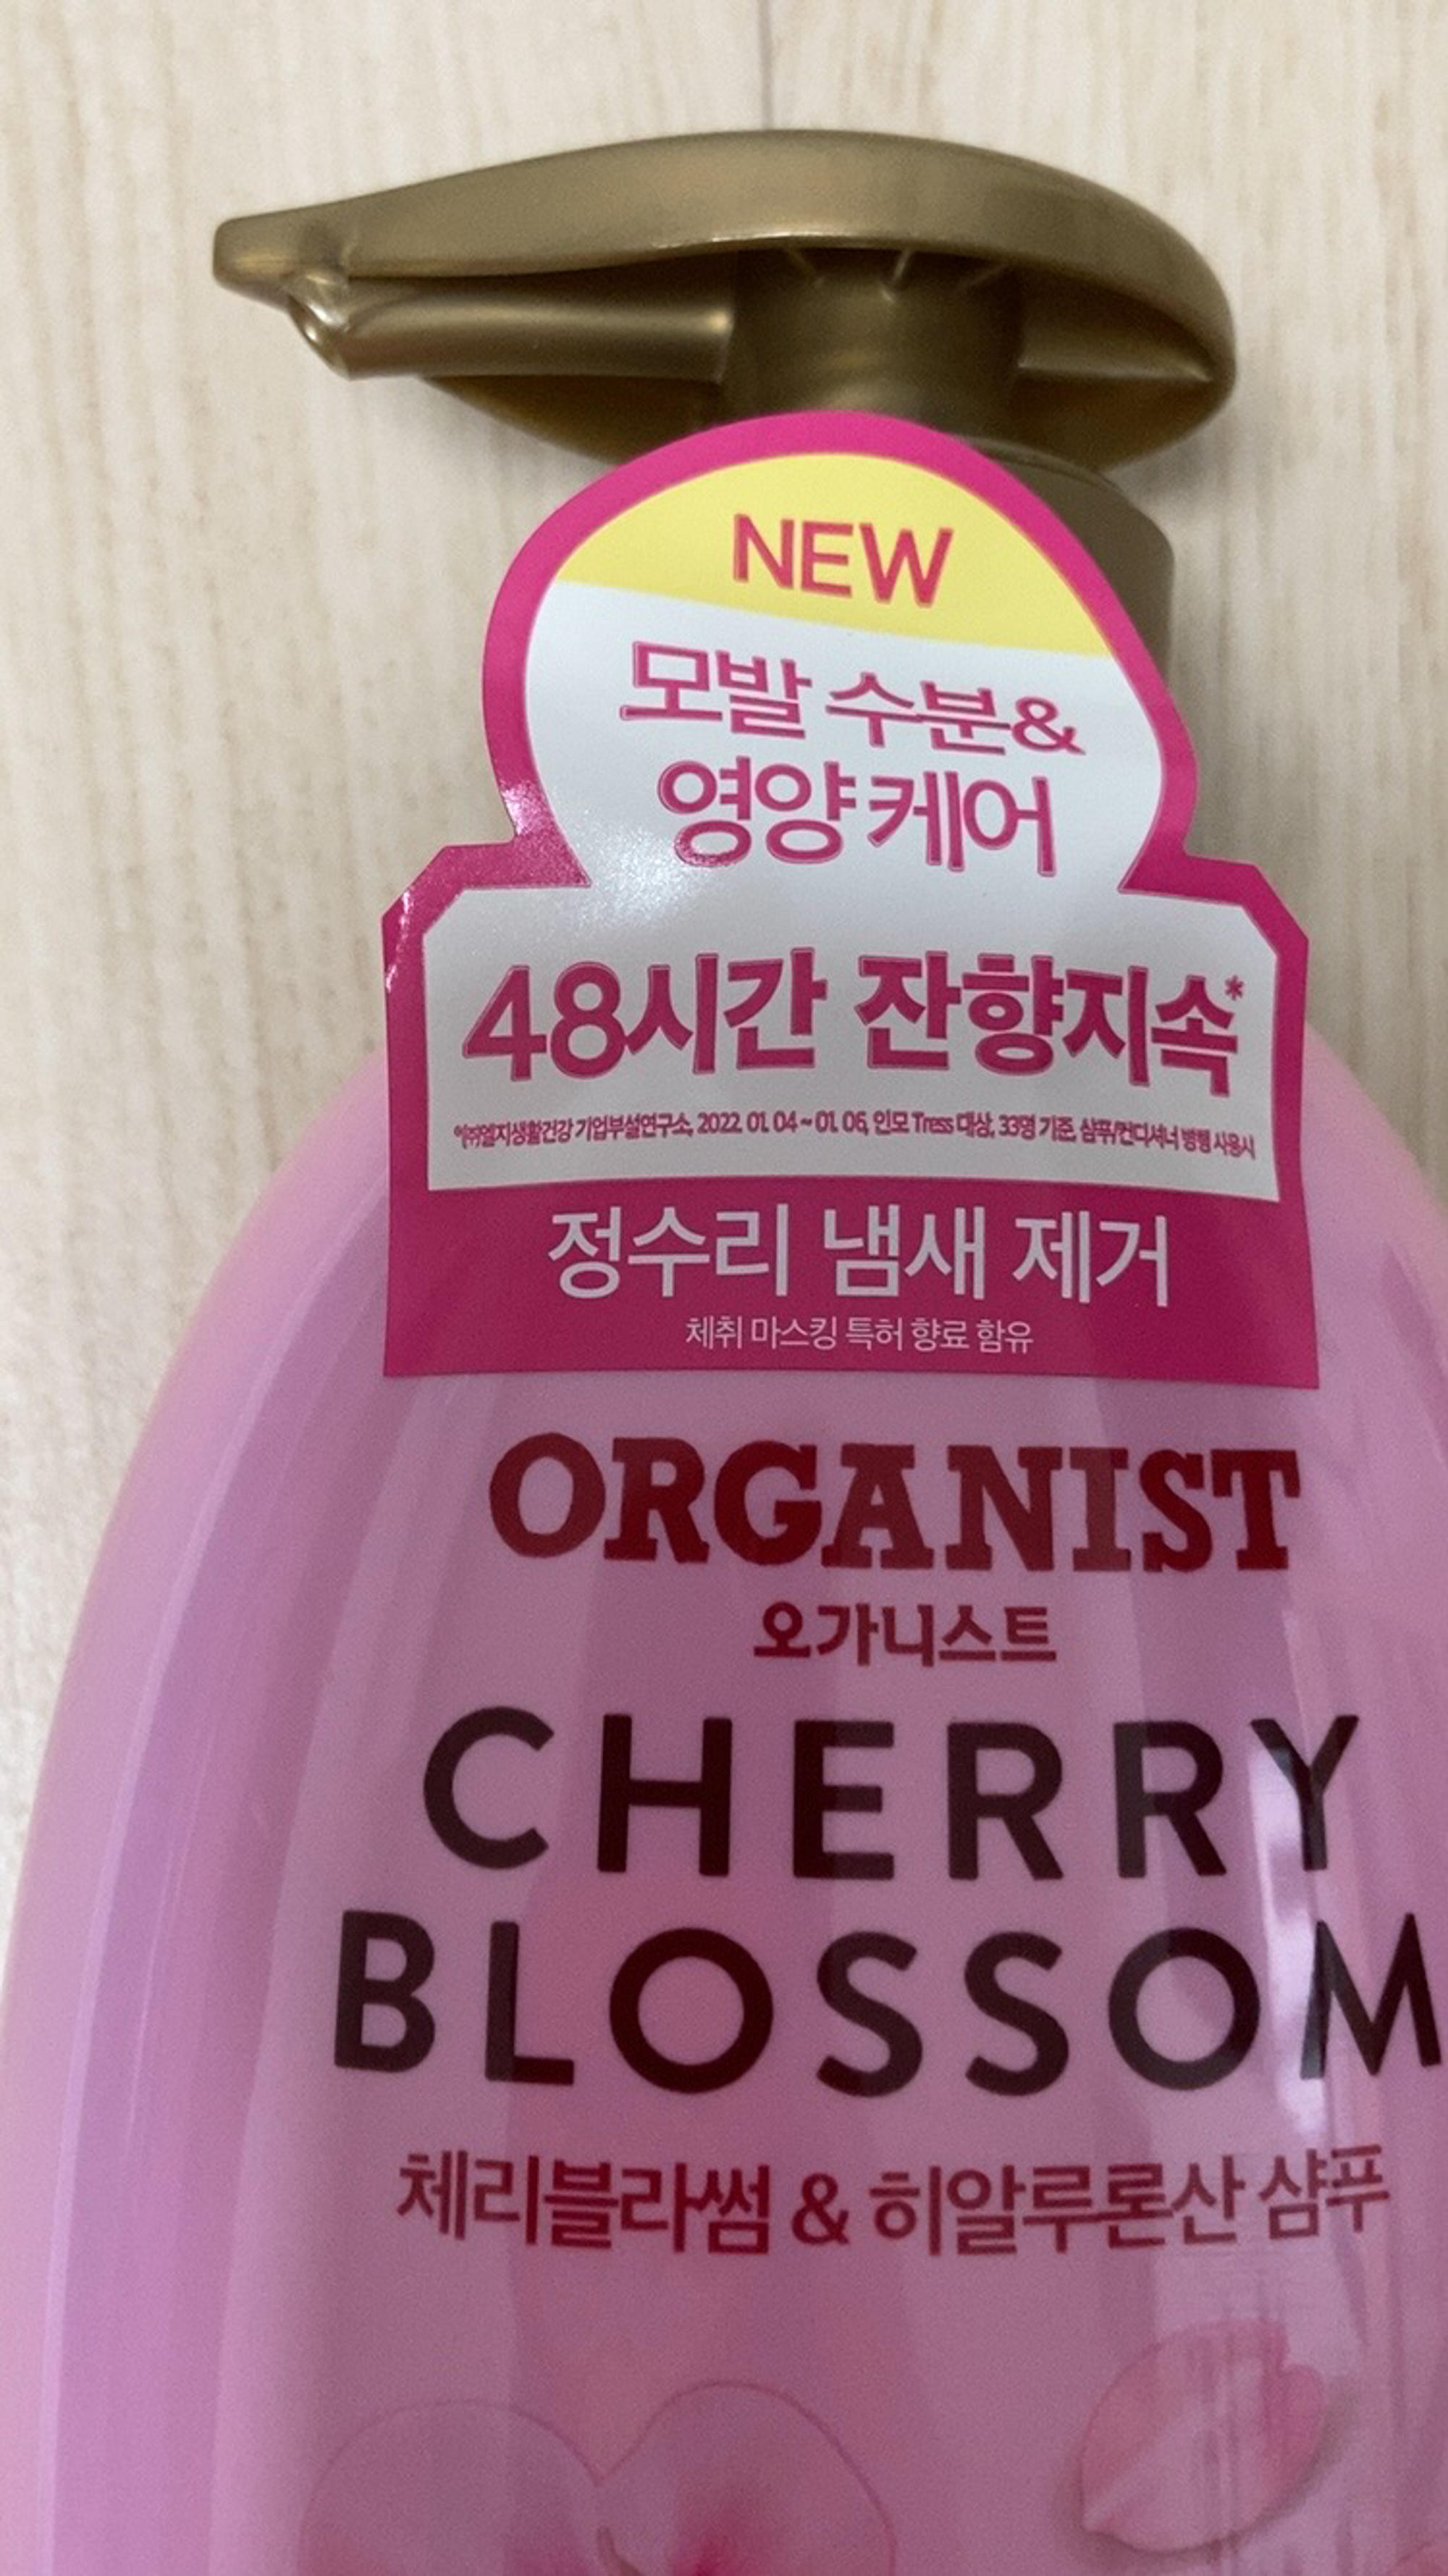 NEW
모발 수분&
영양 케어
48시간 잔향지속*
*(주)엘지생활건강 기업부설연구소, 2022. 01. 04 ~ 01. 06, 인모 Tress 대상, 33명 기준, 샴푸/컨디셔너 병행 사용시
정수리 냄새 제거
체취 마스킹 특허 향료 함유
ORGANIST
오가니스트
CHERRY
BLOSSOM
체리블라썸 & 히알루론산 샴푸